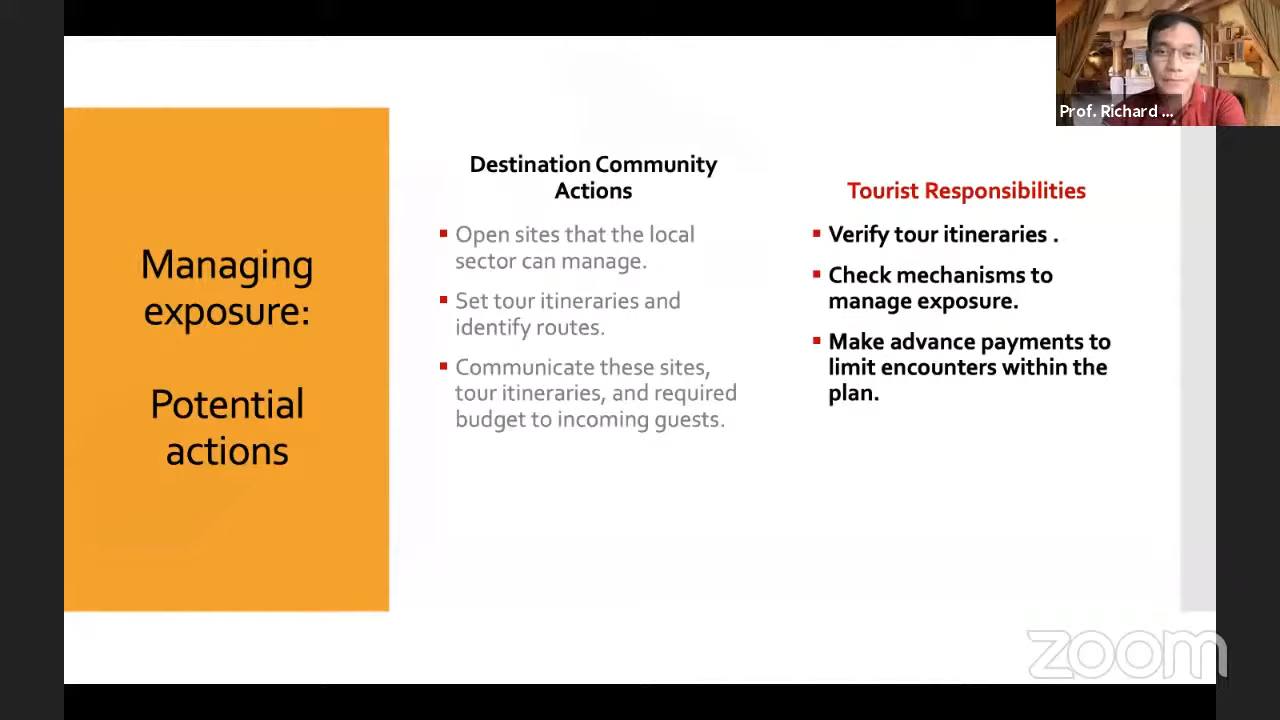 Prof. Richard ...
Managing
exposure:
Potential
actions
Destination Community
Actions
Open sites that the local
sector can manage.
Set tour itineraries and
identify routes.
Communicate these sites,
tour itineraries, and required
budget to incoming guests.
Tourist Responsibilities
Verify tour itineraries .
Check mechanisms to
manage exposure.
Make advance payments to
limit encounters within the
plan.
zoom